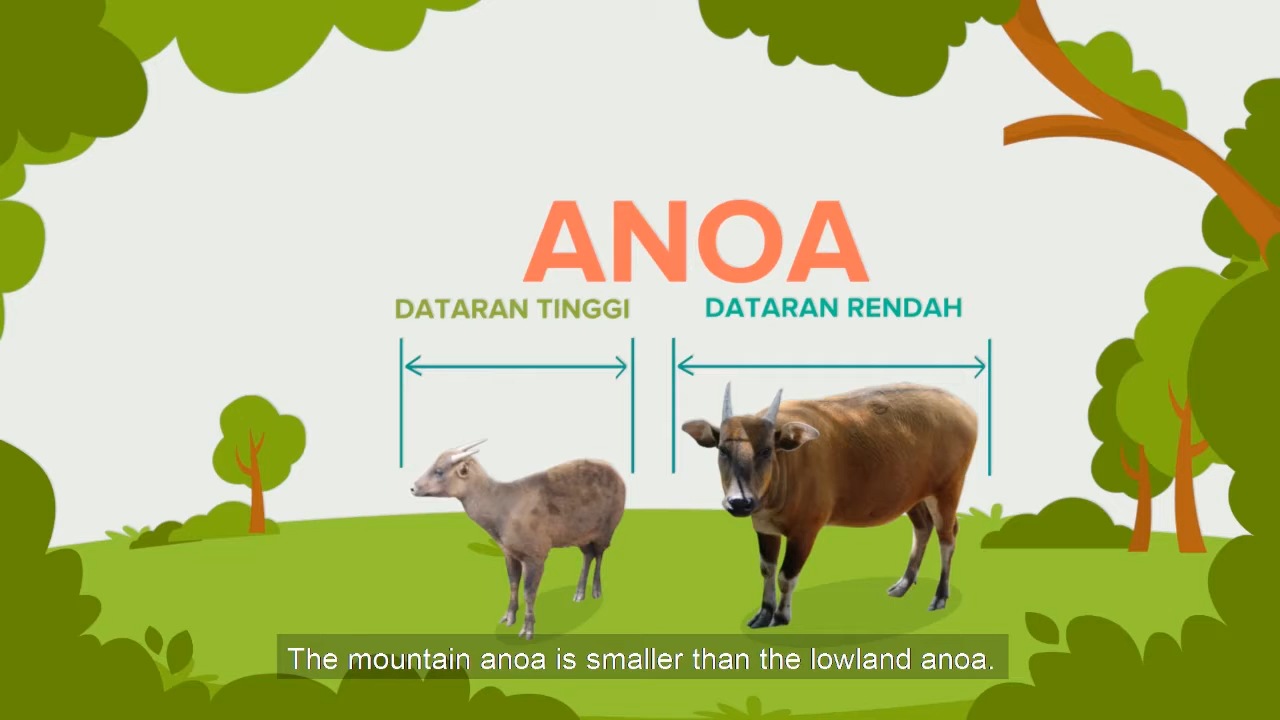 ANOA
DATARAN TINGGI
DATARAN RENDAH
The mountain anoa is smaller than the lowland anoa.